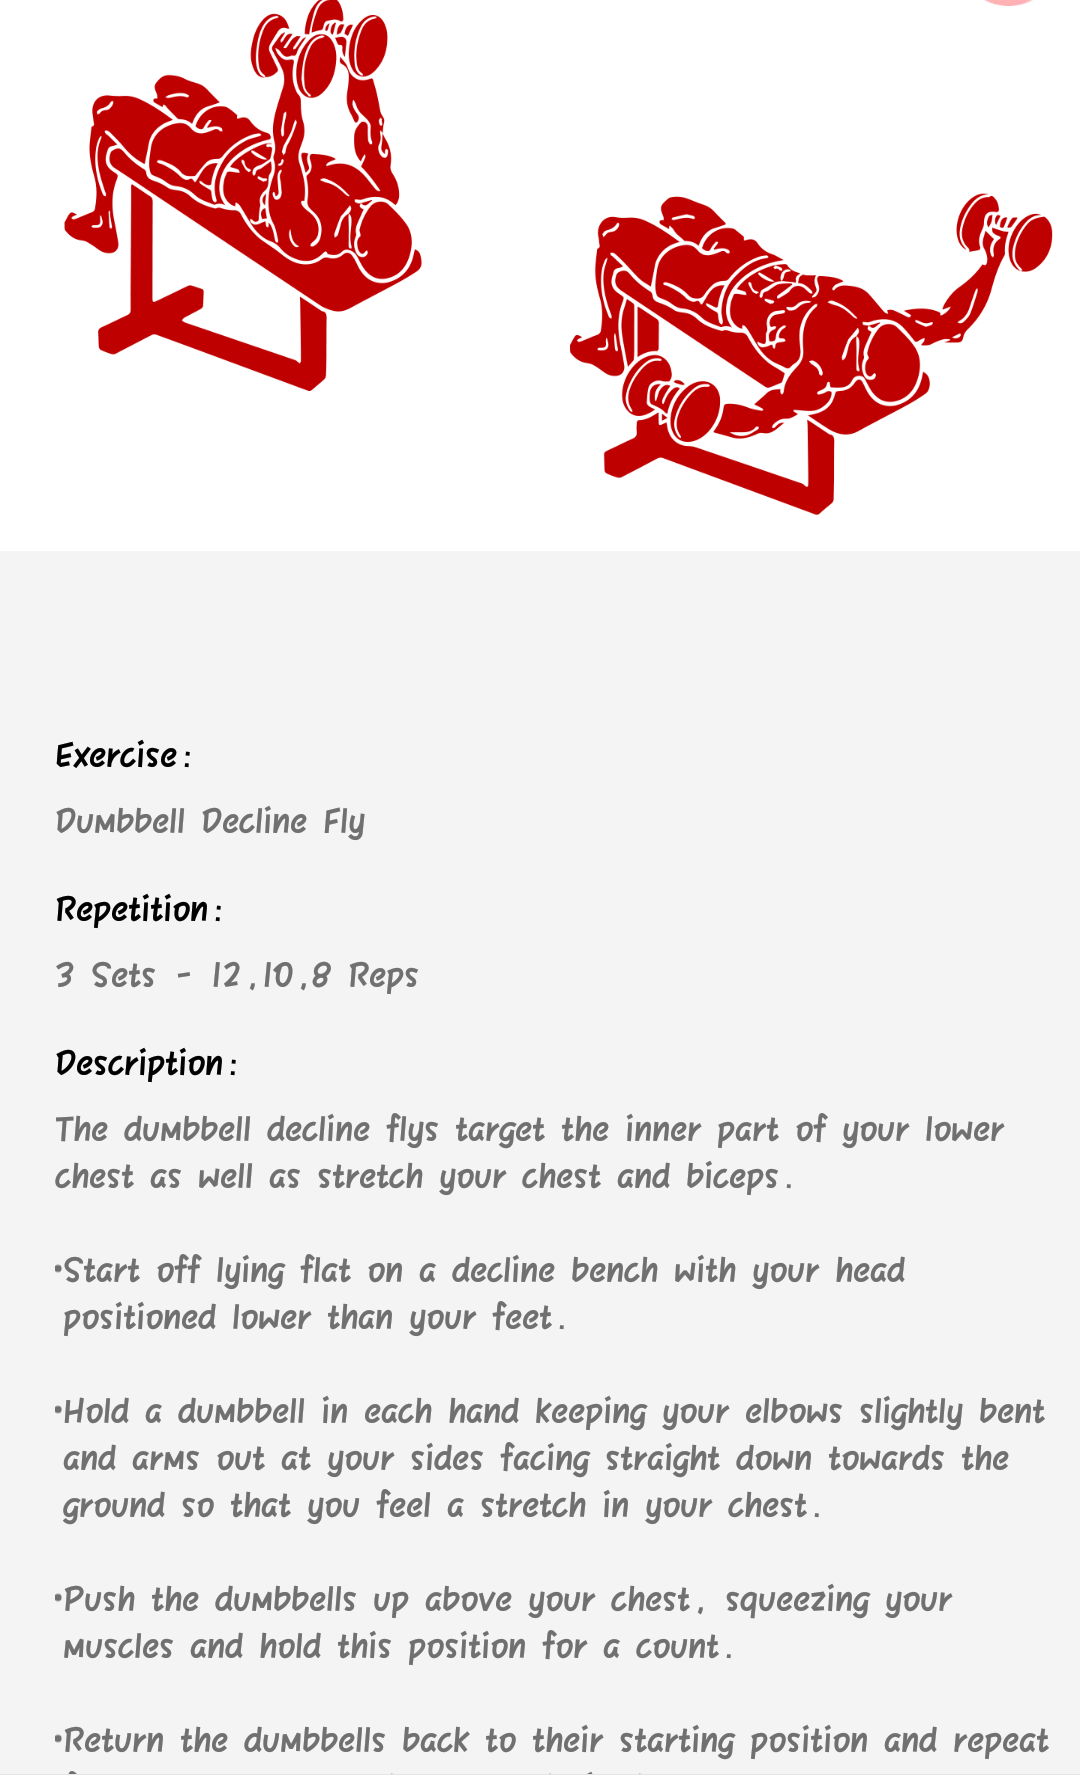 Exercise:
Dumbbell Decline Fly
Repetition:
3 Sets - 12,10,8 Reps
Description:
The dumbbell decline flys target the inner part of your lower
chest as well as stretch your chest and biceps.
•Start off lying flat on a decline bench with your head
positioned lower than your feet.
•Hold a dumbbell in each hand keeping your elbows slightly bent
and arms out at your sides facing straight down towards the
ground so that you feel a stretch in your chest.
•Push the dumbbells up above your chest, squeezing your
muscles and hold this position for a count.
•Return the dumbbells back to their starting position and repeat